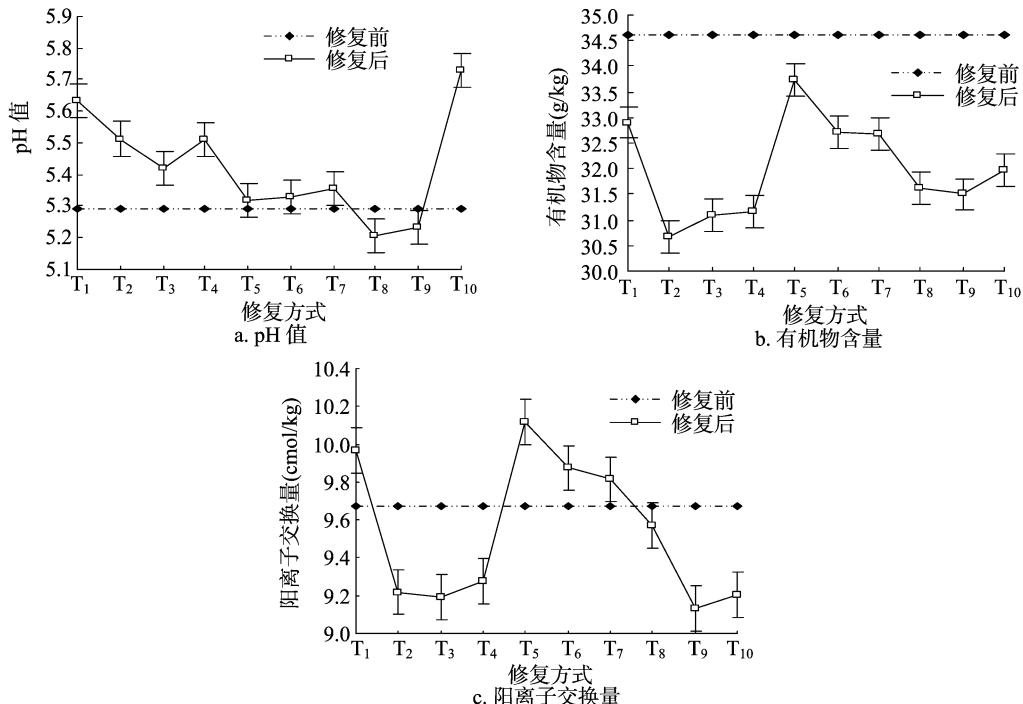 5.9
5.8
5.7
5.6
5.5
5.4
5.3
5.2
5.1
pH 值
修复前
修复后
T1 T2 T3 T4 T5 T6 T7 T8 T9 T10
修复方式
a. pH 值
35.0
34.5
34.0
33.5
33.0
32.5
32.0
31.5
31.0
30.5
30.0
有机物含量(g/kg)
修复前
修复后
T1 T2 T3 T4 T5 T6 T7 T8 T9 T10
修复方式
b. 有机物含量
10.4
10.2
10.0
9.8
9.6
9.4
9.2
9.0
阳离子交换量(cmol/kg)
修复前
修复后
T1 T2 T3 T4 T5 T6 T7 T8 T9 T10
修复方式
c. 阳离子交换量